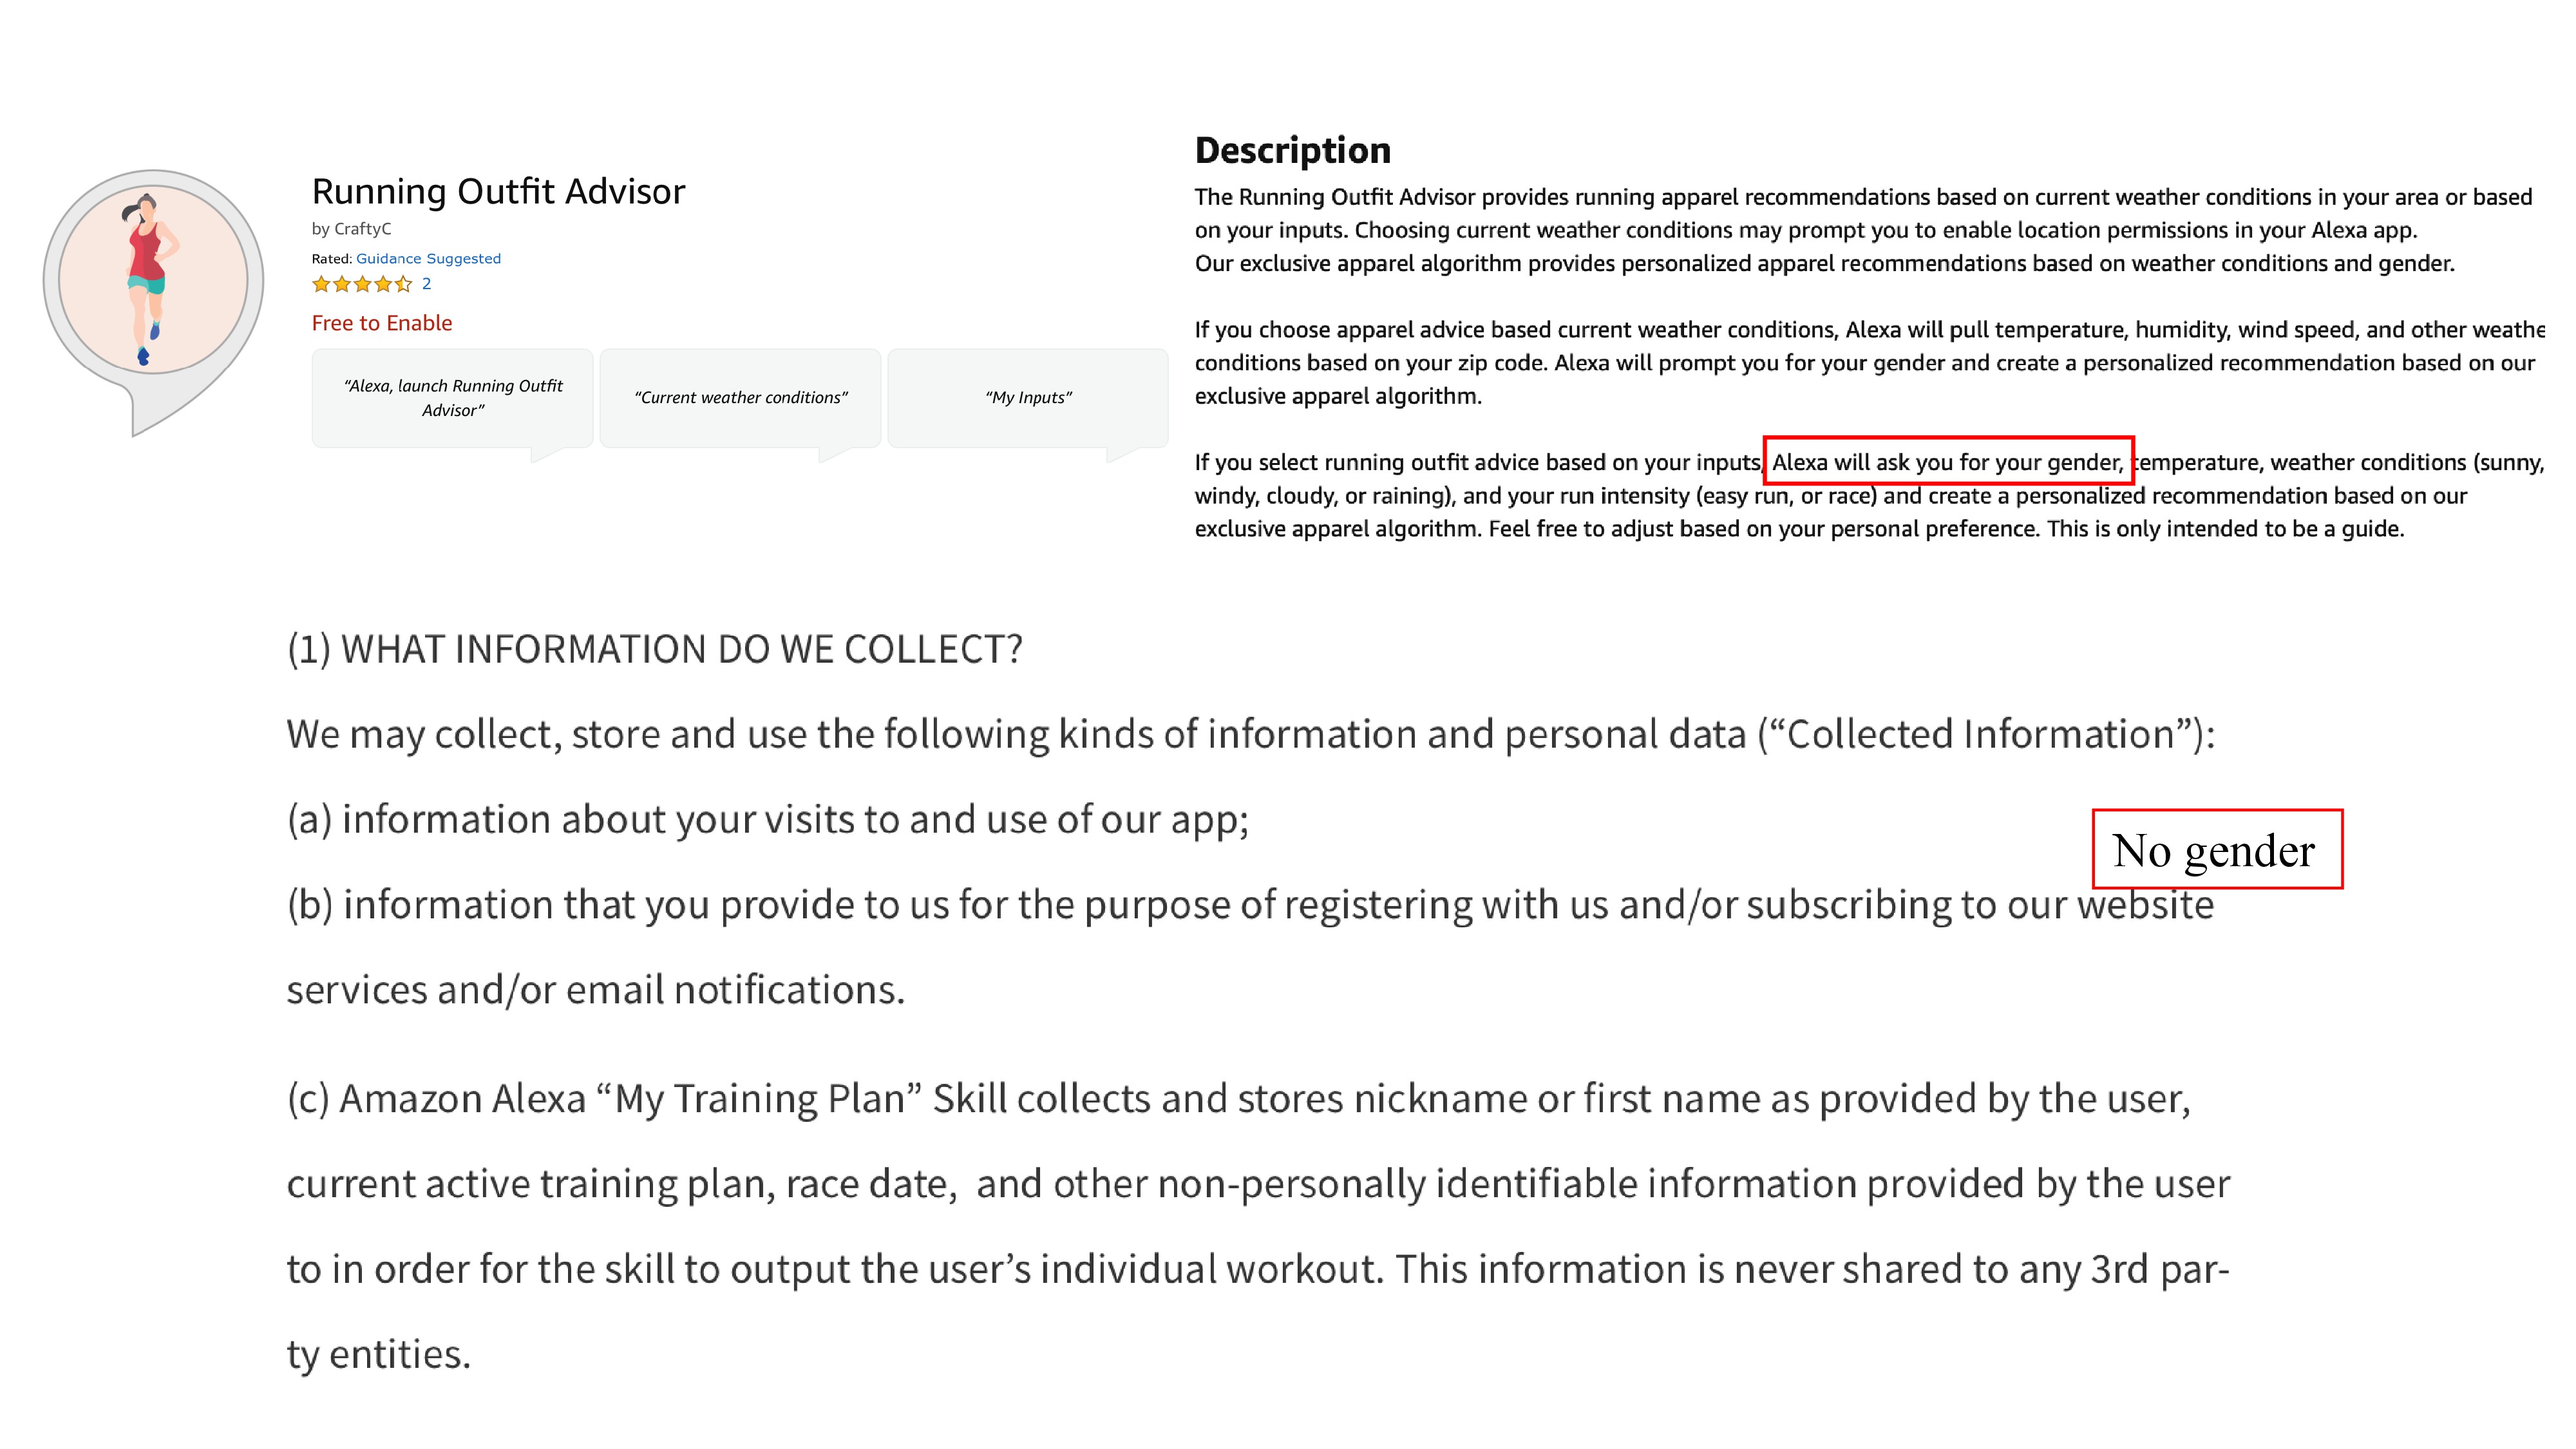 Running Outfit Advisor
by CraftyC
Rated: Guidance Suggested
2
Free to Enable
“Alexa, launch Running Outfit
Advisor”
“Current weather conditions”
“My Inputs”
Description
The Running Outfit Advisor provides running apparel recommendations based on current weather conditions in your area or based
on your inputs. Choosing current weather conditions may prompt you to enable location permissions in your Alexa app.
Our exclusive apparel algorithm provides personalized apparel recommendations based on weather conditions and gender.
If you choose apparel advice based current weather conditions, Alexa will pull temperature, humidity, wind speed, and other weathe
conditions based on your zip code. Alexa will prompt you for your gender and create a personalized recommendation based on our
exclusive apparel algorithm.
If you select running outfit advice based on your inputs, Alexa will ask you for your gender, temperature, weather conditions (sunny,
windy, cloudy, or raining), and your run intensity (easy run, or race) and create a personalized recommendation based on our
exclusive apparel algorithm. Feel free to adjust based on your personal preference. This is only intended to be a guide.
(1) WHAT INFORMATION DO WE COLLECT?
We may collect, store and use the following kinds of information and personal data (“Collected Information”):
(a) information about your visits to and use of our app;
No gender
(b) information that you provide to us for the purpose of registering with us and/or subscribing to our website
services and/or email notifications.
(c) Amazon Alexa “My Training Plan” Skill collects and stores nickname or first name as provided by the user,
current active training plan, race date, and other non-personally identifiable information provided by the user
to in order for the skill to output the user’s individual workout. This information is never shared to any 3rd par-
ty entities.